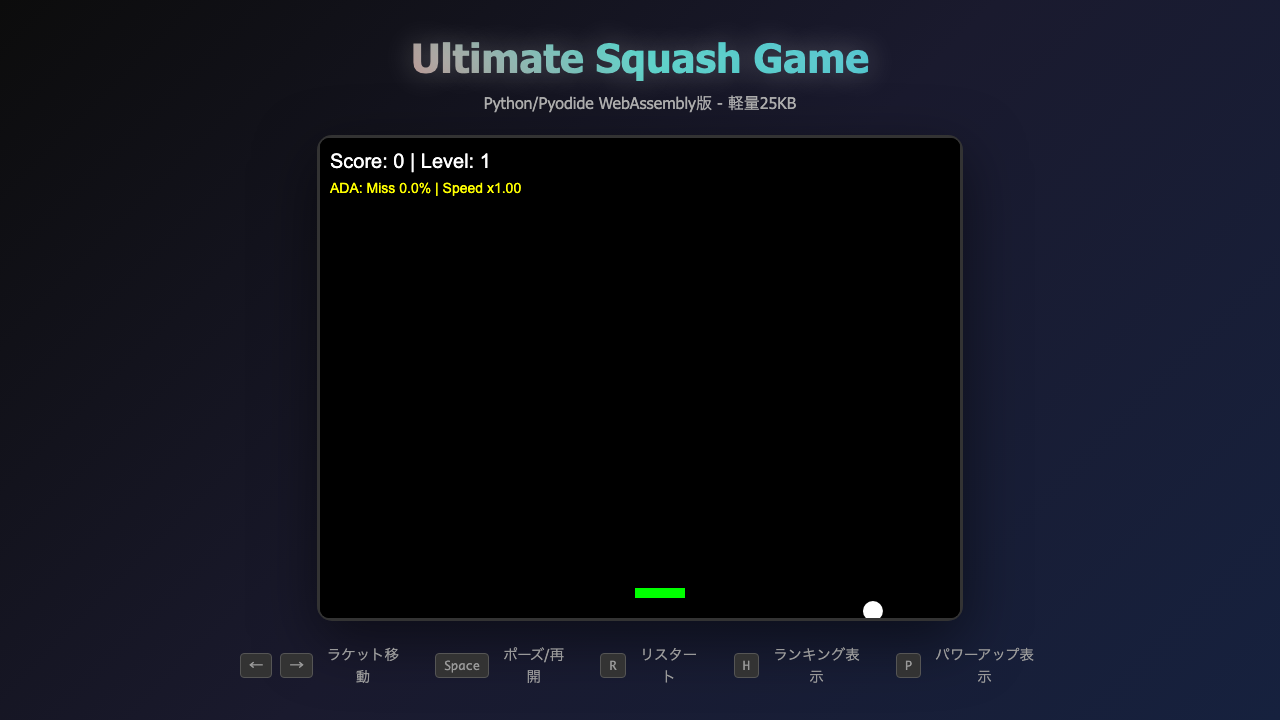 Ultimate Squash Game
Python/Pyodide WebAssembly版 - 軽量25KB
Score: 0 | Level: 1
ADA: Miss 0.0% | Speed x1.00
← → ラケット移
動
Space ポーズ/再
開
R リスター
ト
H ランキング表
示
P パワーアップ表
示